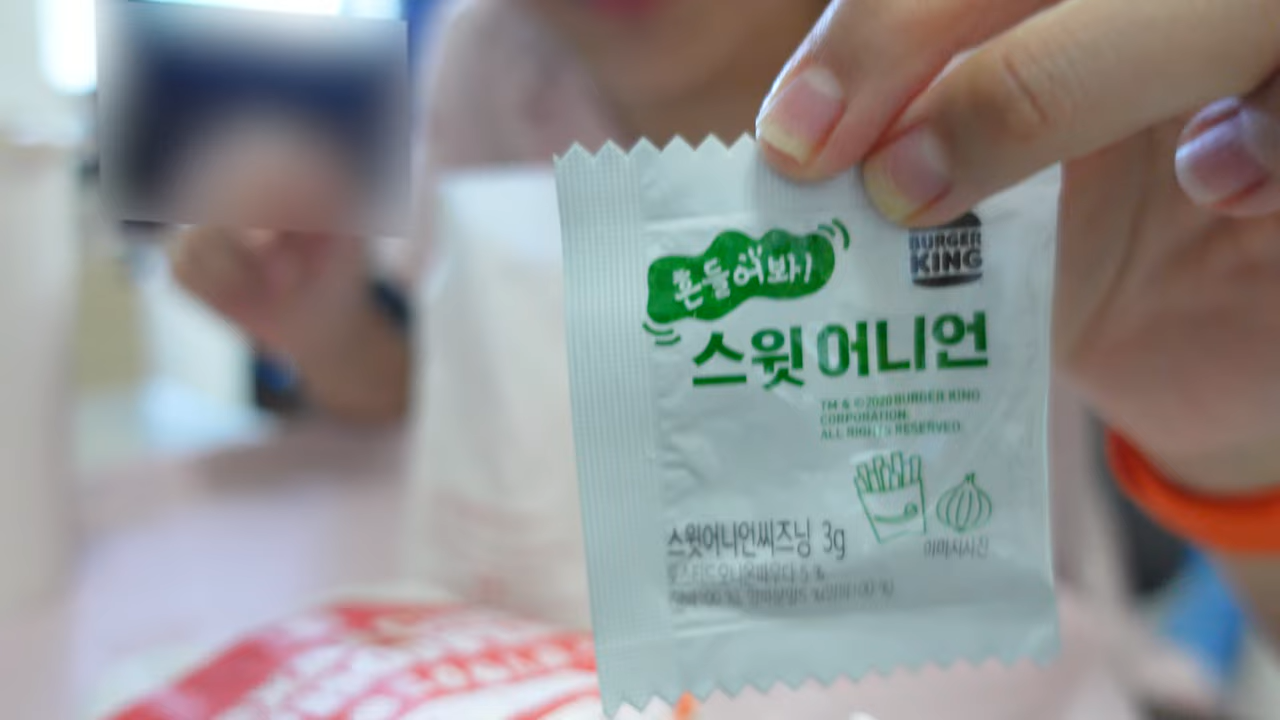 흔들어봐!
BURGER
KING
스윗어니언
TM & ©2020 BURGER KING
CORPORATION.
ALL RIGHTS RESERVED.
스윗어니언씨즈닝 3g
이미지사진